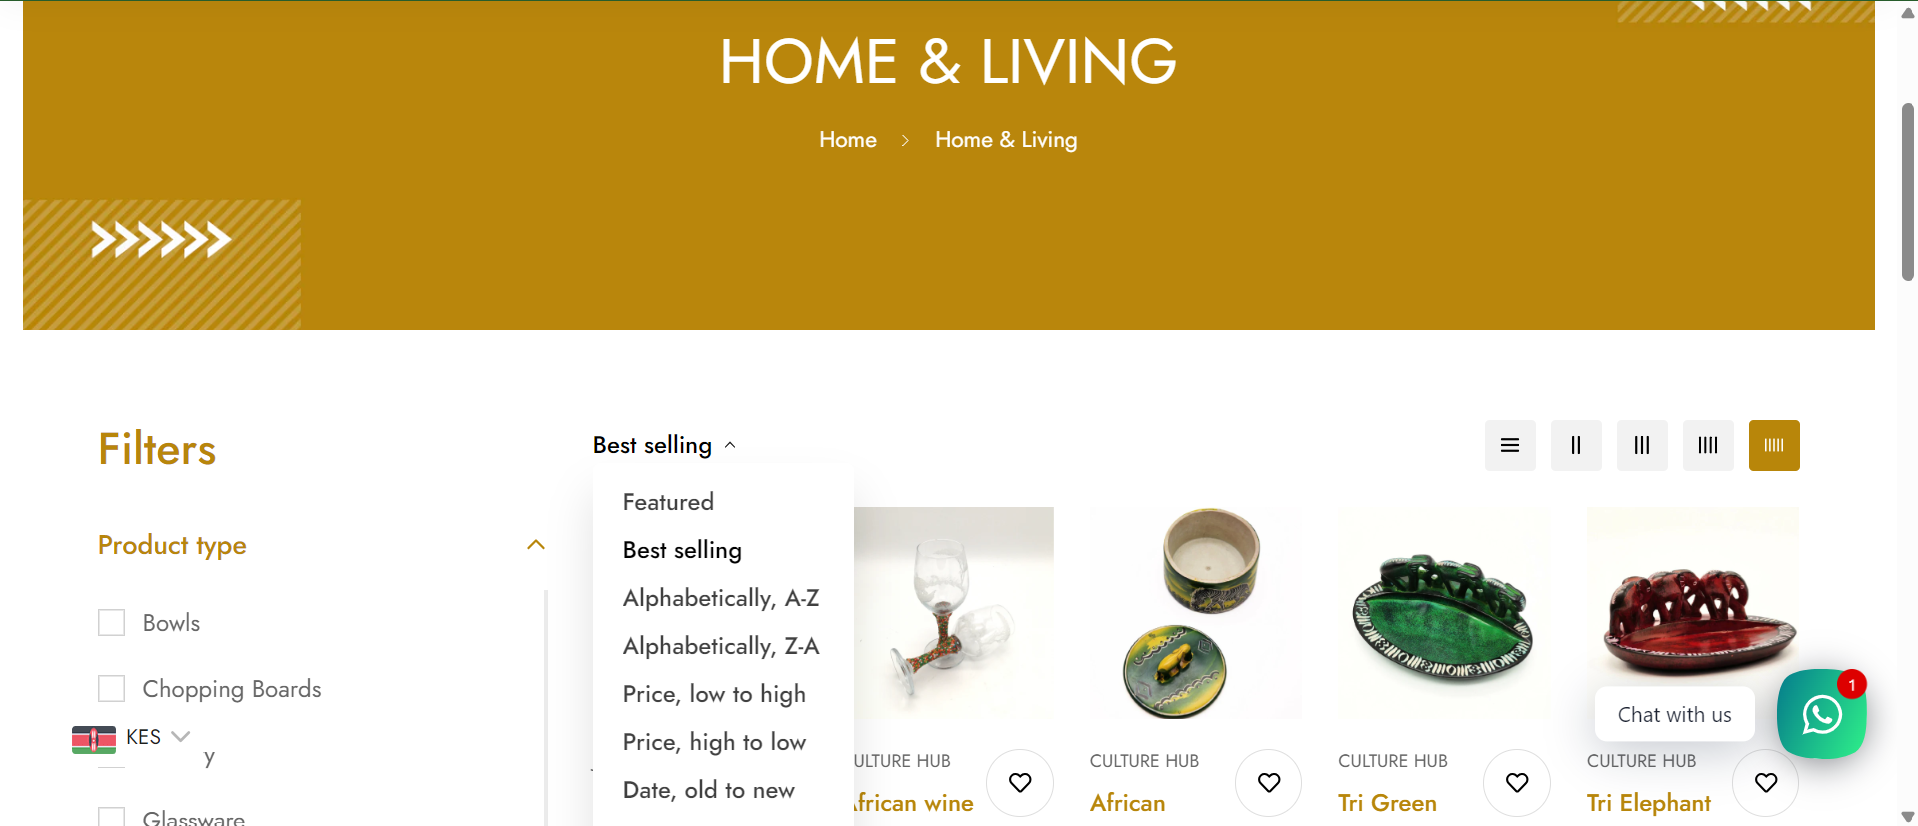 HOME & LIVING
Home > Home & Living
Filters
Best selling
Featured
Best selling
Alphabetically, A-Z
Alphabetically, Z-A
Price, low to high
Price, high to low
Date, old to new
Product type
Bowls
Chopping Boards
KES
y
Glassware
ULTURE HUB
African wine
CULTURE HUB
African
CULTURE HUB
Tri Green
CULTURE HUB
Tri Elephant
Chat with us
1